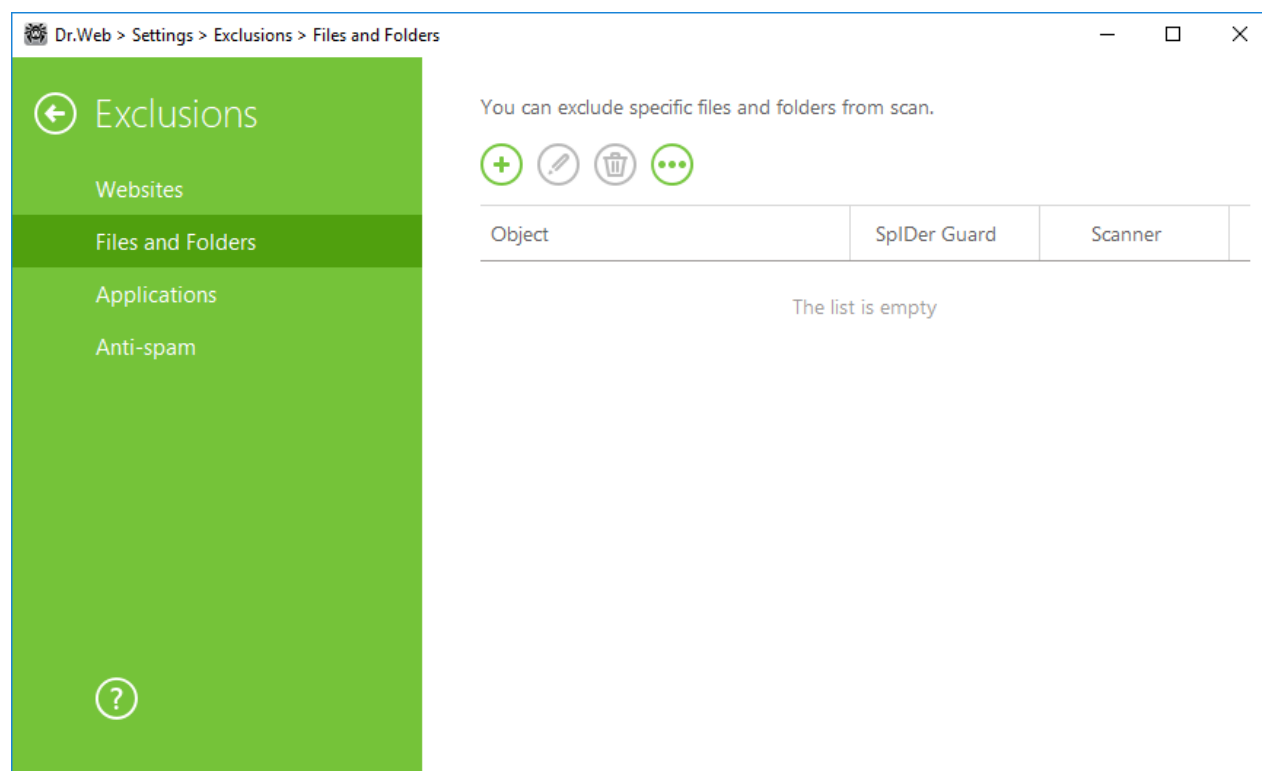 Dr.Web > Settings > Exclusions > Files and Folders
Exclusions
Websites
Files and Folders
Applications
Anti-spam
?
You can exclude specific files and folders from scan.
Object SpIDer Guard Scanner
The list is empty